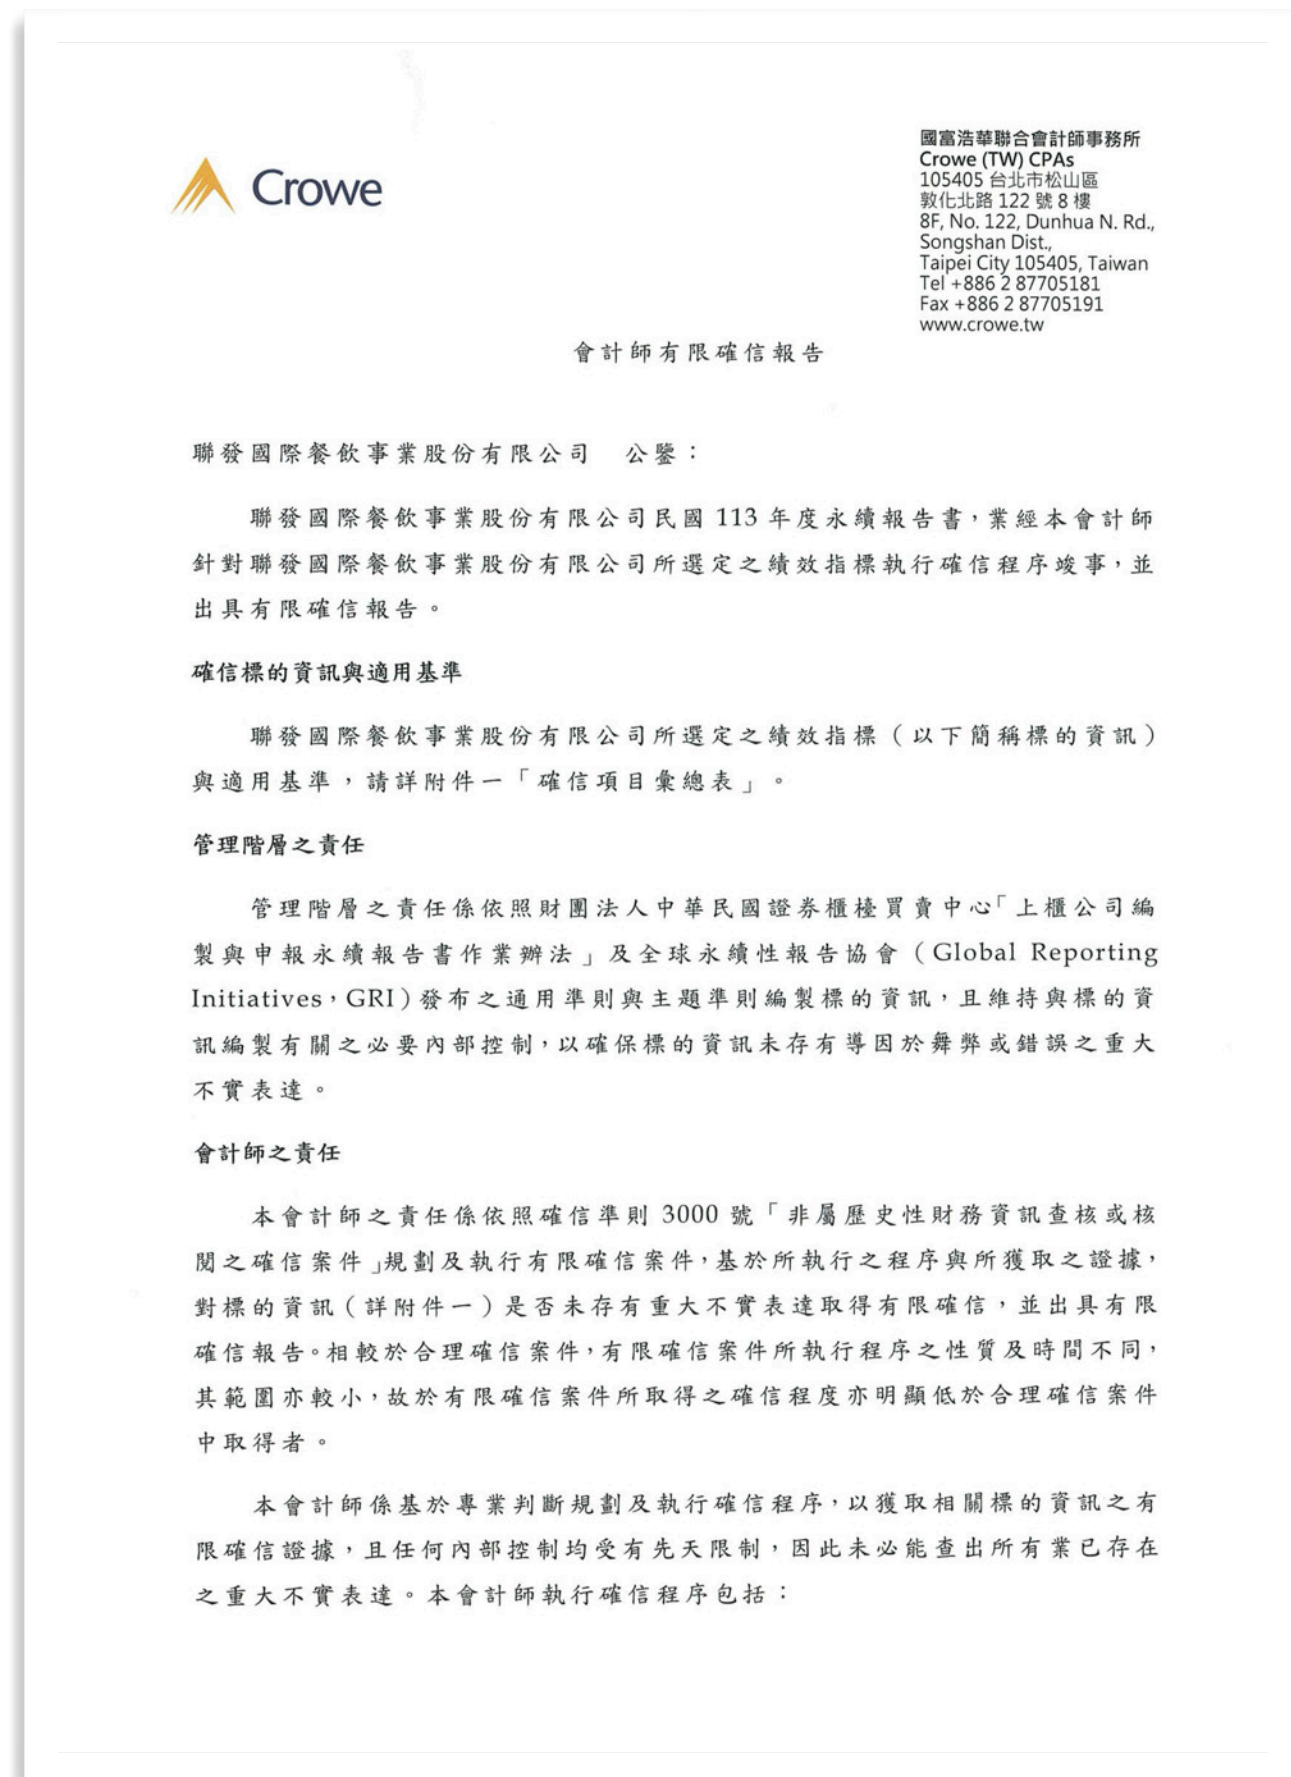 Crowe
國富浩華聯合會計師事務所
Crowe (TW) CPAs
105405 台北市松山區
敦化北路 122 號 8 樓
8F, No. 122, Dunhua N. Rd.,
Songshan Dist.,
Taipei City 105405, Taiwan
Tel +886 2 87705181
Fax +886 2 87705191
www.crowe.tw
會計師有限確信報告
聯發國際餐飲事業股份有限公司 公鑒：
聯發國際餐飲事業股份有限公司民國 113 年度永續報告書，業經本會計師
針對聯發國際餐飲事業股份有限公司所選定之績效指標執行確信程序竣事，並
出具有限確信報告。
確信標的資訊與適用基準
聯發國際餐飲事業股份有限公司所選定之績效指標（以下簡稱標的資訊）
與適用基準，請詳附件一「確信項目彙總表」。
管理階層之責任
管理階層之責任係依照財團法人中華民國證券櫃檯買賣中心「上櫃公司編
製與申報永續報告書作業辦法」及全球永續性報告協會（Global Reporting
Initiatives，GRI）發布之通用準則與主題準則編製標的資訊，且維持與標的資
訊編製有關之必要內部控制，以確保標的資訊未存有導因於舞弊或錯誤之重大
不實表達。
會計師之責任
本會計師之責任係依照確信準則 3000 號「非屬歷史性財務資訊查核或核
閱之確信案件」規劃及執行有限確信案件，基於所執行之程序與所獲取之證據，
對標的資訊（詳附件一）是否未存有重大不實表達取得有限確信，並出具有限
確信報告。相較於合理確信案件，有限確信案件所執行程序之性質及時間不同，
其範圍亦較小，故於有限確信案件所取得之確信程度亦明顯低於合理確信案件
中取得者。
本會計師係基於專業判斷規劃及執行確信程序，以獲取相關標的資訊之有
限確信證據，且任何內部控制均受有先天限制，因此未必能查出所有業已存在
之重大不實表達。本會計師執行確信程序包括：